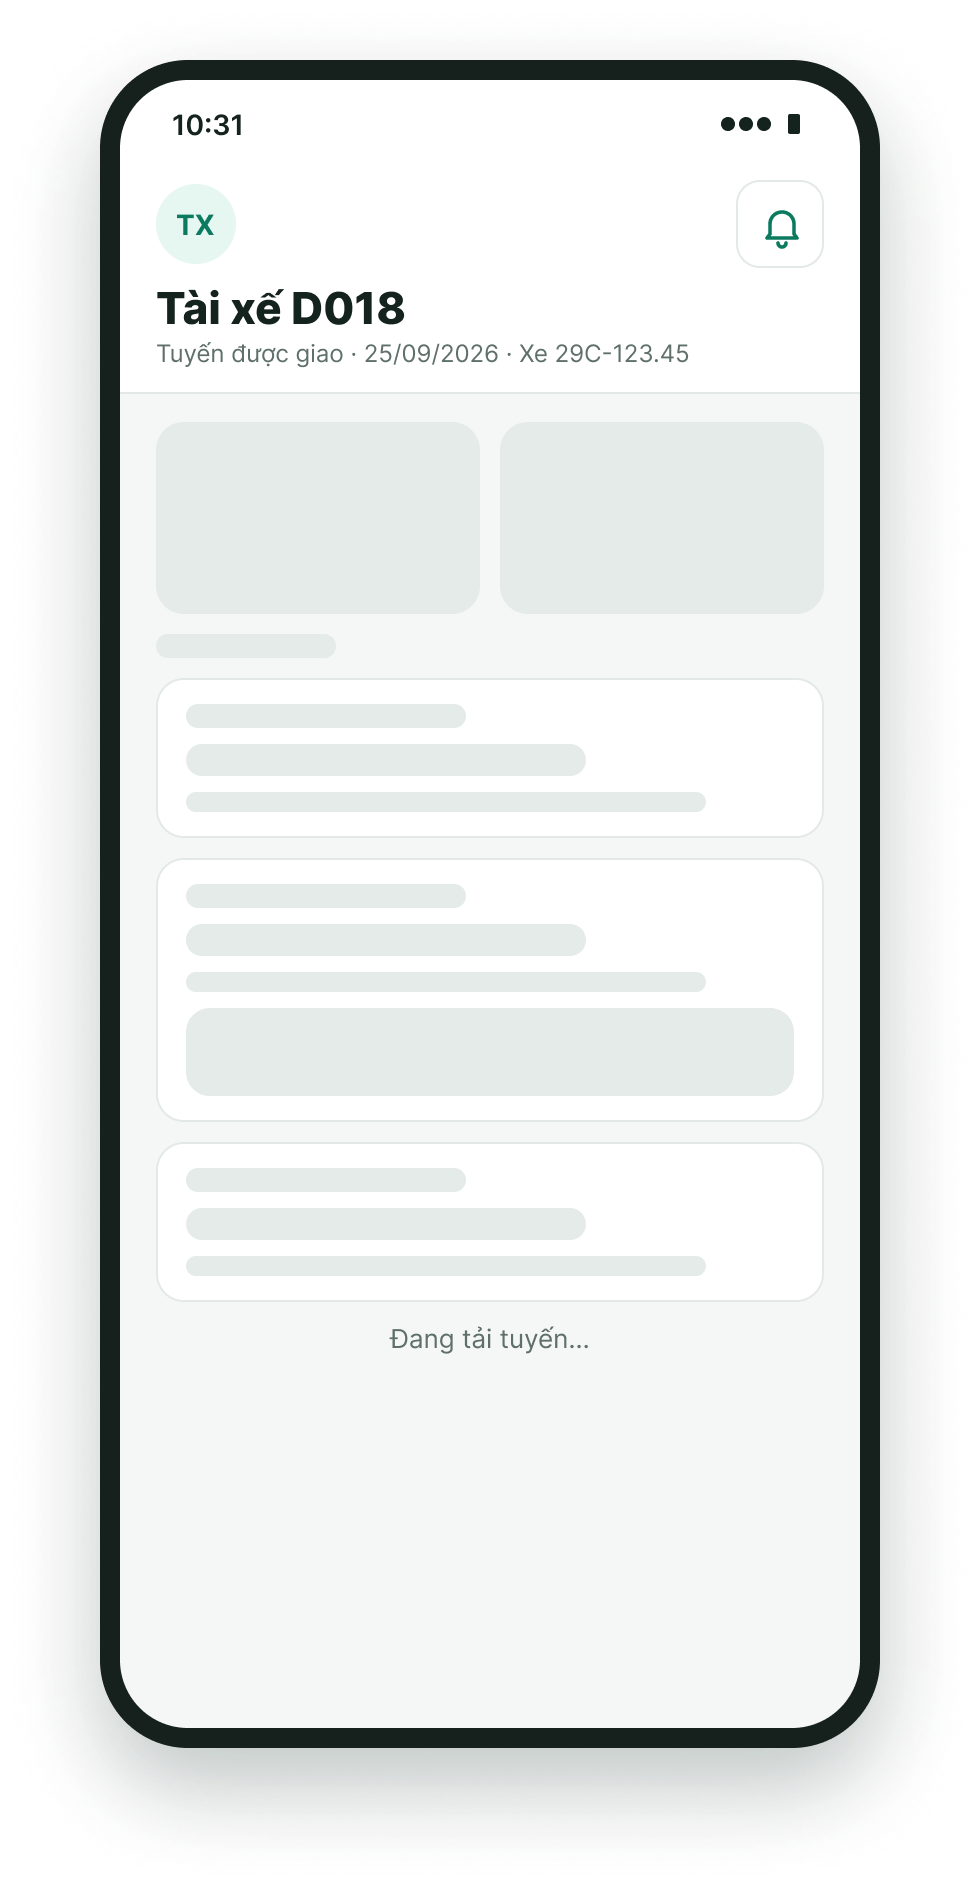 10:31
TX
Tài xế D018
Tuyến được giao · 25/09/2026 · Xe 29C-123.45
Đang tải tuyến...